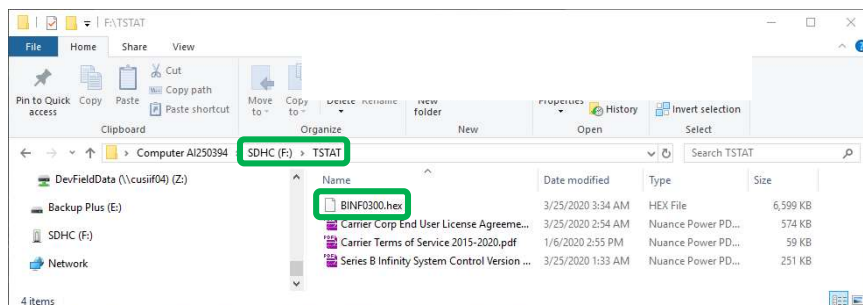 F:\TSTAT
File Home Share View
Pin to Quick access
Copy
Paste
Cut
Copy path
Paste shortcut
Move to
Copy to
Delete Rename
New folder
Properties
History
Invert selection
Clipboard Organize New Open Select
Computer AI250394 SDHC (F:) > TSTAT
Search TSTAT
DevFieldData (\\cusiif04) (Z:)
Backup Plus (E:)
SDHC (F:)
Network
Name Date modified Type Size
BINF0300.hex 3/25/2020 3:34 AM HEX File 6,599 KB
Carrier Corp End User License Agreeme... 3/25/2020 2:54 AM Nuance Power PD... 574 KB
Carrier Terms of Service 2015-2020.pdf 1/6/2020 2:55 PM Nuance Power PD... 59 KB
Series B Infinity System Control Version ... 3/25/2020 1:33 AM Nuance Power PD... 251 KB
4 items